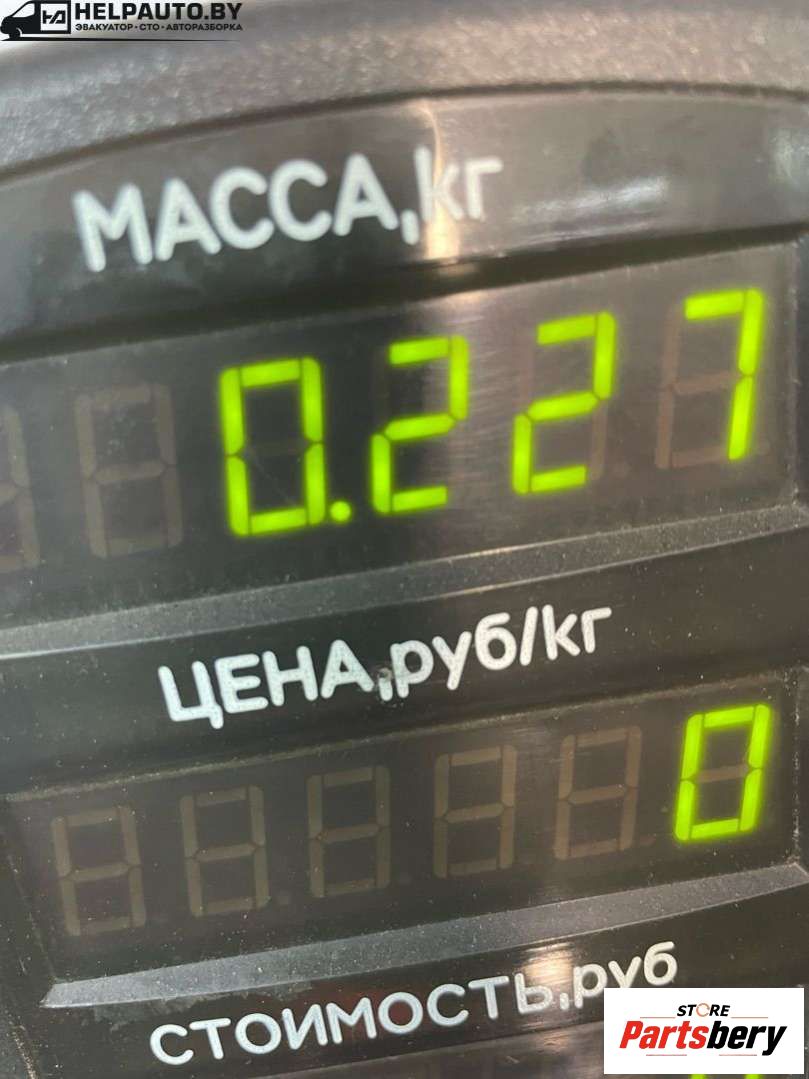 HELPAUTO.BY
ЭВАКУАТОР · СТО · АВТОРАЗБОРКА
МАССА,кг
0.227
ЦЕНА,руб/кг
0
СТОИМОСТЬ,руб
STORE
Partsbery